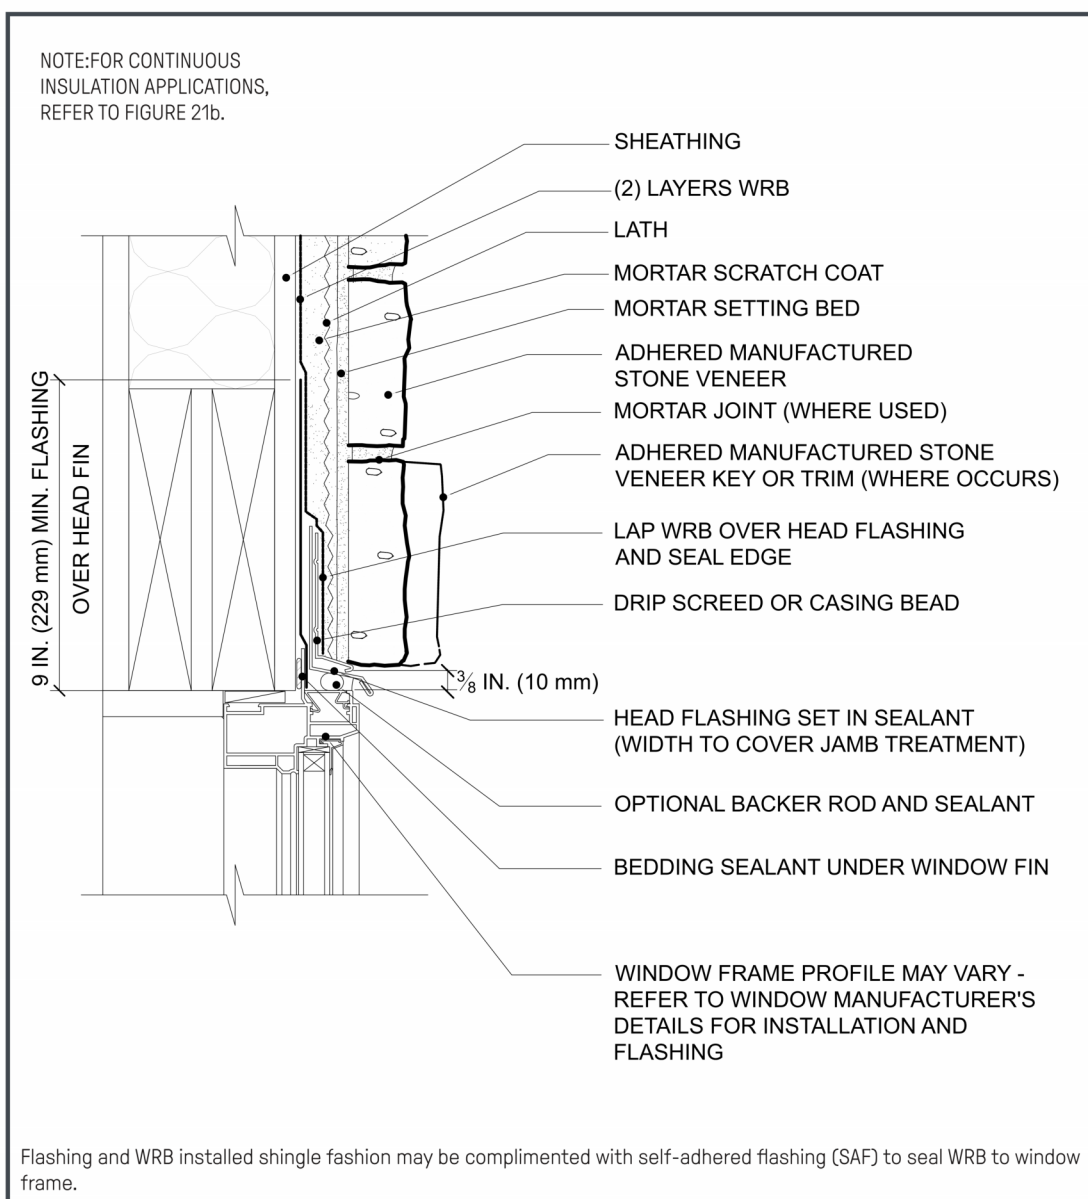 NOTE:FOR CONTINUOUS
INSULATION APPLICATIONS,
REFER TO FIGURE 21b.
SHEATHING
(2) LAYERS WRB
LATH
MORTAR SCRATCH COAT
MORTAR SETTING BED
ADHERED MANUFACTURED
STONE VENEER
MORTAR JOINT (WHERE USED)
ADHERED MANUFACTURED STONE
VENEER KEY OR TRIM (WHERE OCCURS)
LAP WRB OVER HEAD FLASHING
AND SEAL EDGE
DRIP SCREED OR CASING BEAD
9 IN. (229 mm) MIN. FLASHING
OVER HEAD FIN
3/8 IN. (10 mm)
HEAD FLASHING SET IN SEALANT
(WIDTH TO COVER JAMB TREATMENT)
OPTIONAL BACKER ROD AND SEALANT
BEDDING SEALANT UNDER WINDOW FIN
WINDOW FRAME PROFILE MAY VARY -
REFER TO WINDOW MANUFACTURER'S
DETAILS FOR INSTALLATION AND
FLASHING
Flashing and WRB installed shingle fashion may be complimented with self-adhered flashing (SAF) to seal WRB to window
frame.